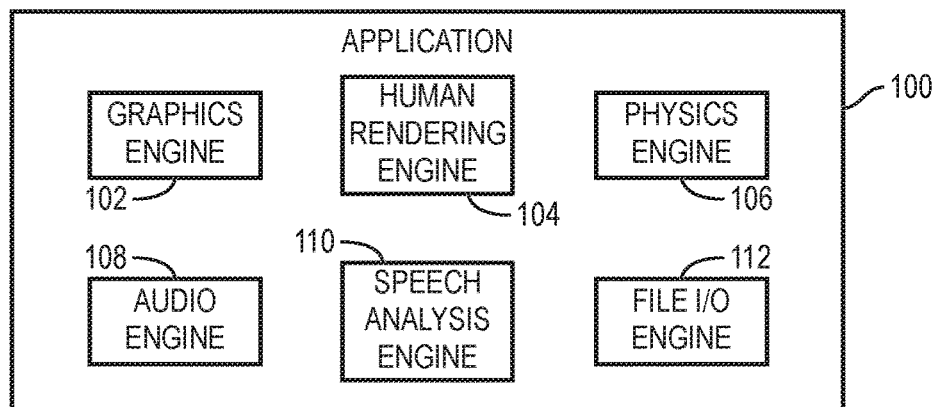 APPLICATION
100
GRAPHICS
ENGINE
102
HUMAN
RENDERING
ENGINE
104
PHYSICS
ENGINE
106
108
AUDIO
ENGINE
110
SPEECH
ANALYSIS
ENGINE
112
FILE I/O
ENGINE